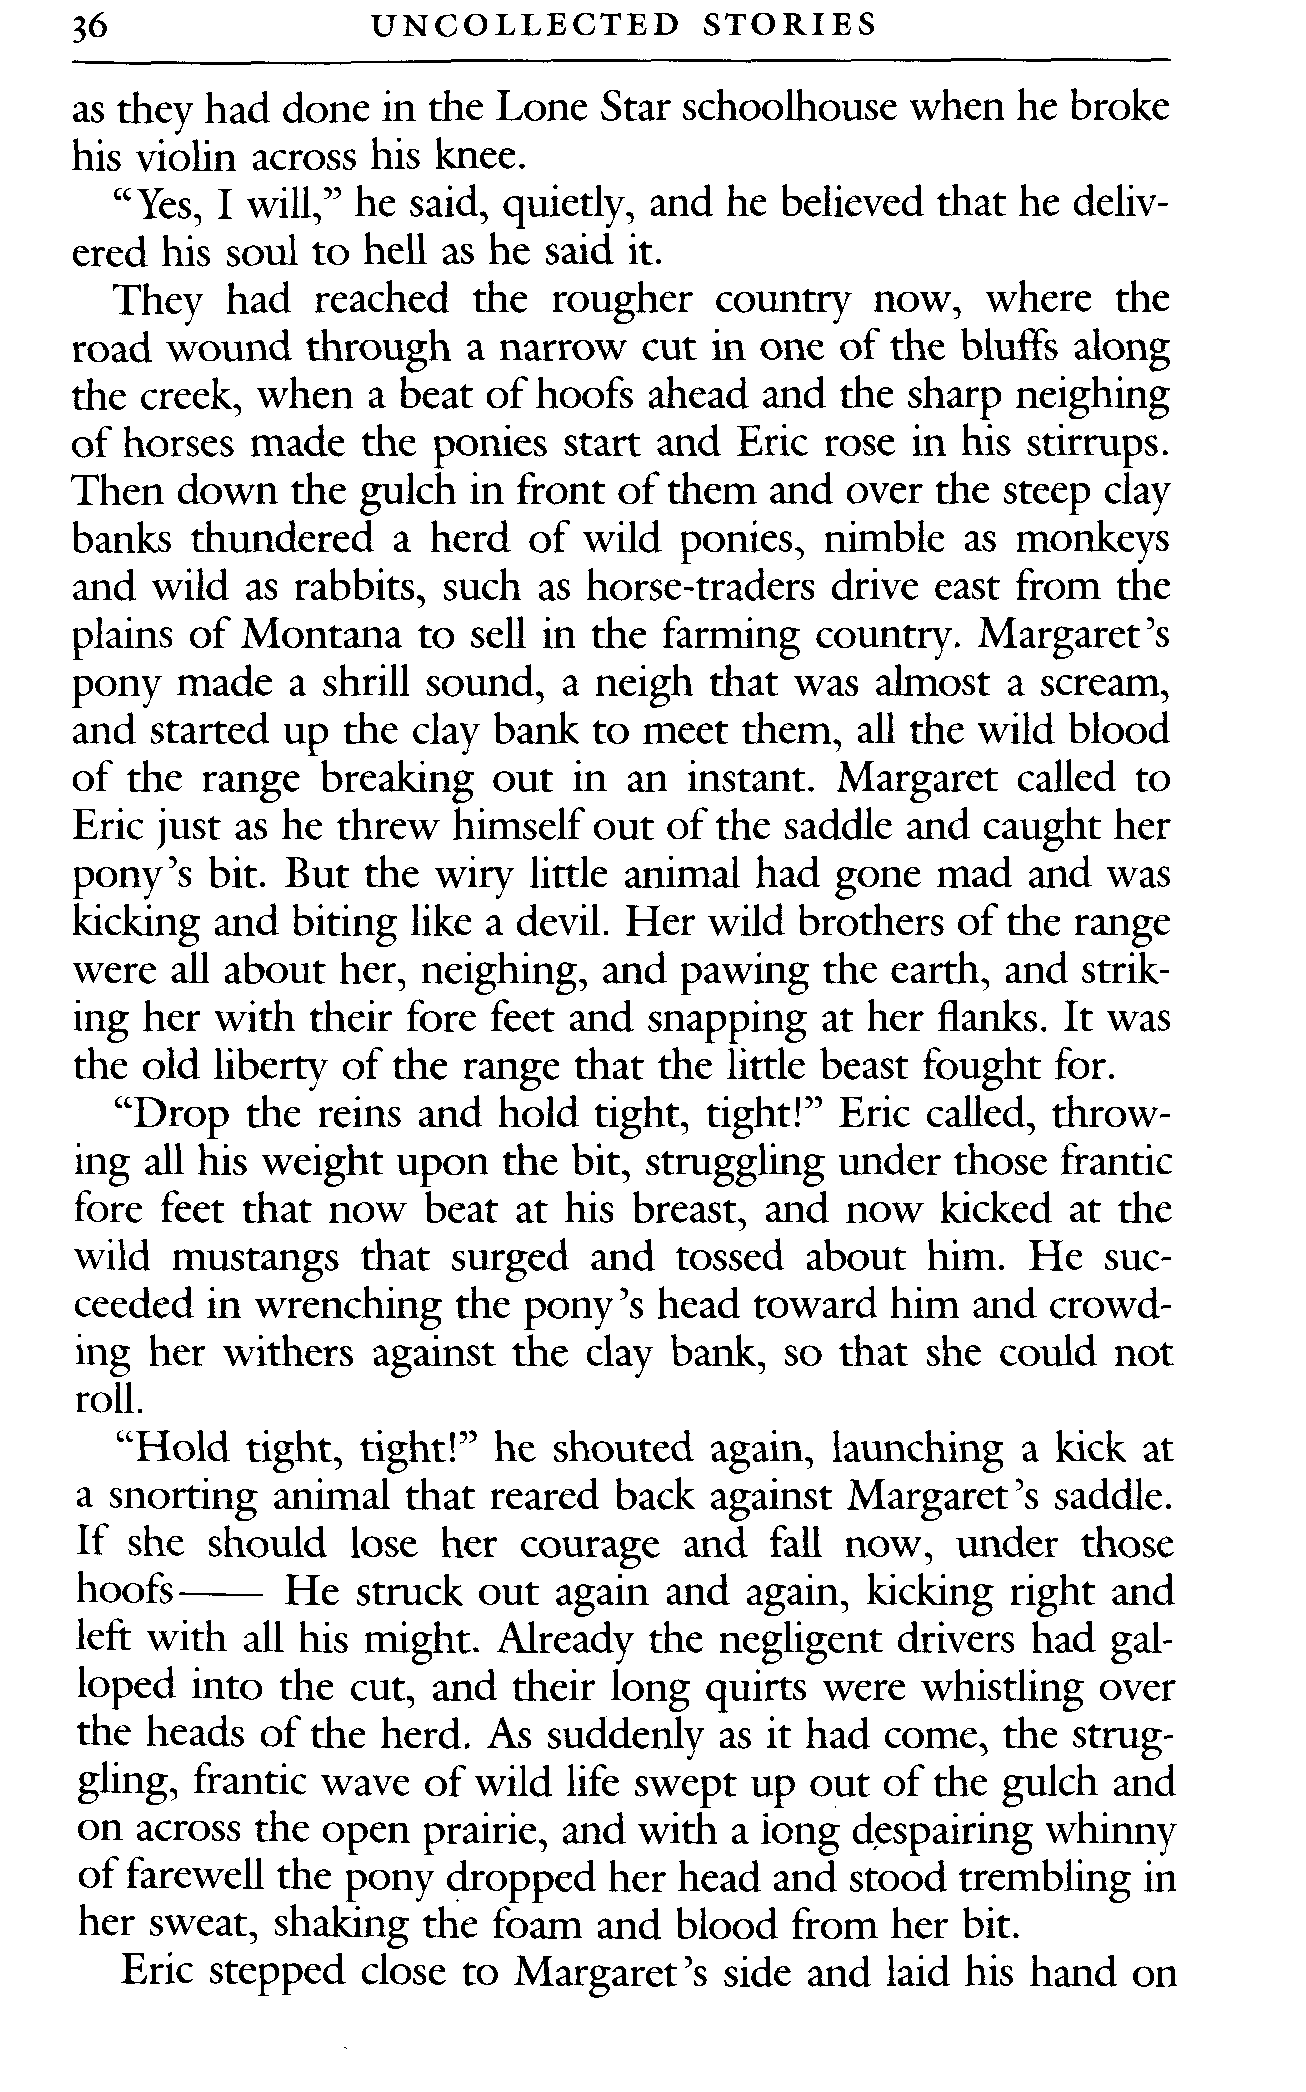 36 UNCOLLECTED STORIES
as they had done in the Lone Star schoolhouse when he broke
his violin across his knee.
“Yes, I will,” he said, quietly, and he believed that he deliv-
ered his soul to hell as he said it.
They had reached the rougher country now, where the
road wound through a narrow cut in one of the bluffs along
the creek, when a beat of hoofs ahead and the sharp neighing
of horses made the ponies start and Eric rose in his stirrups.
Then down the gulch in front of them and over the steep clay
banks thundered a herd of wild ponies, nimble as monkeys
and wild as rabbits, such as horse-traders drive east from the
plains of Montana to sell in the farming country. Margaret’s
pony made a shrill sound, a neigh that was almost a scream,
and started up the clay bank to meet them, all the wild blood
of the range breaking out in an instant. Margaret called to
Eric just as he threw himself out of the saddle and caught her
pony’s bit. But the wiry little animal had gone mad and was
kicking and biting like a devil. Her wild brothers of the range
were all about her, neighing, and pawing the earth, and strik-
ing her with their fore feet and snapping at her flanks. It was
the old liberty of the range that the little beast fought for.
“Drop the reins and hold tight, tight!” Eric called, throw-
ing all his weight upon the bit, struggling under those frantic
fore feet that now beat at his breast, and now kicked at the
wild mustangs that surged and tossed about him. He suc-
ceeded in wrenching the pony’s head toward him and crowd-
ing her withers against the clay bank, so that she could not
roll.
“Hold tight, tight!” he shouted again, launching a kick at
a snorting animal that reared back against Margaret’s saddle.
If she should lose her courage and fall now, under those
hoofs—— He struck out again and again, kicking right and
left with all his might. Already the negligent drivers had gal-
loped into the cut, and their long quirts were whistling over
the heads of the herd. As suddenly as it had come, the strug-
gling, frantic wave of wild life swept up out of the gulch and
on across the open prairie, and with a long despairing whinny
of farewell the pony dropped her head and stood trembling in
her sweat, shaking the foam and blood from her bit.
Eric stepped close to Margaret’s side and laid his hand on